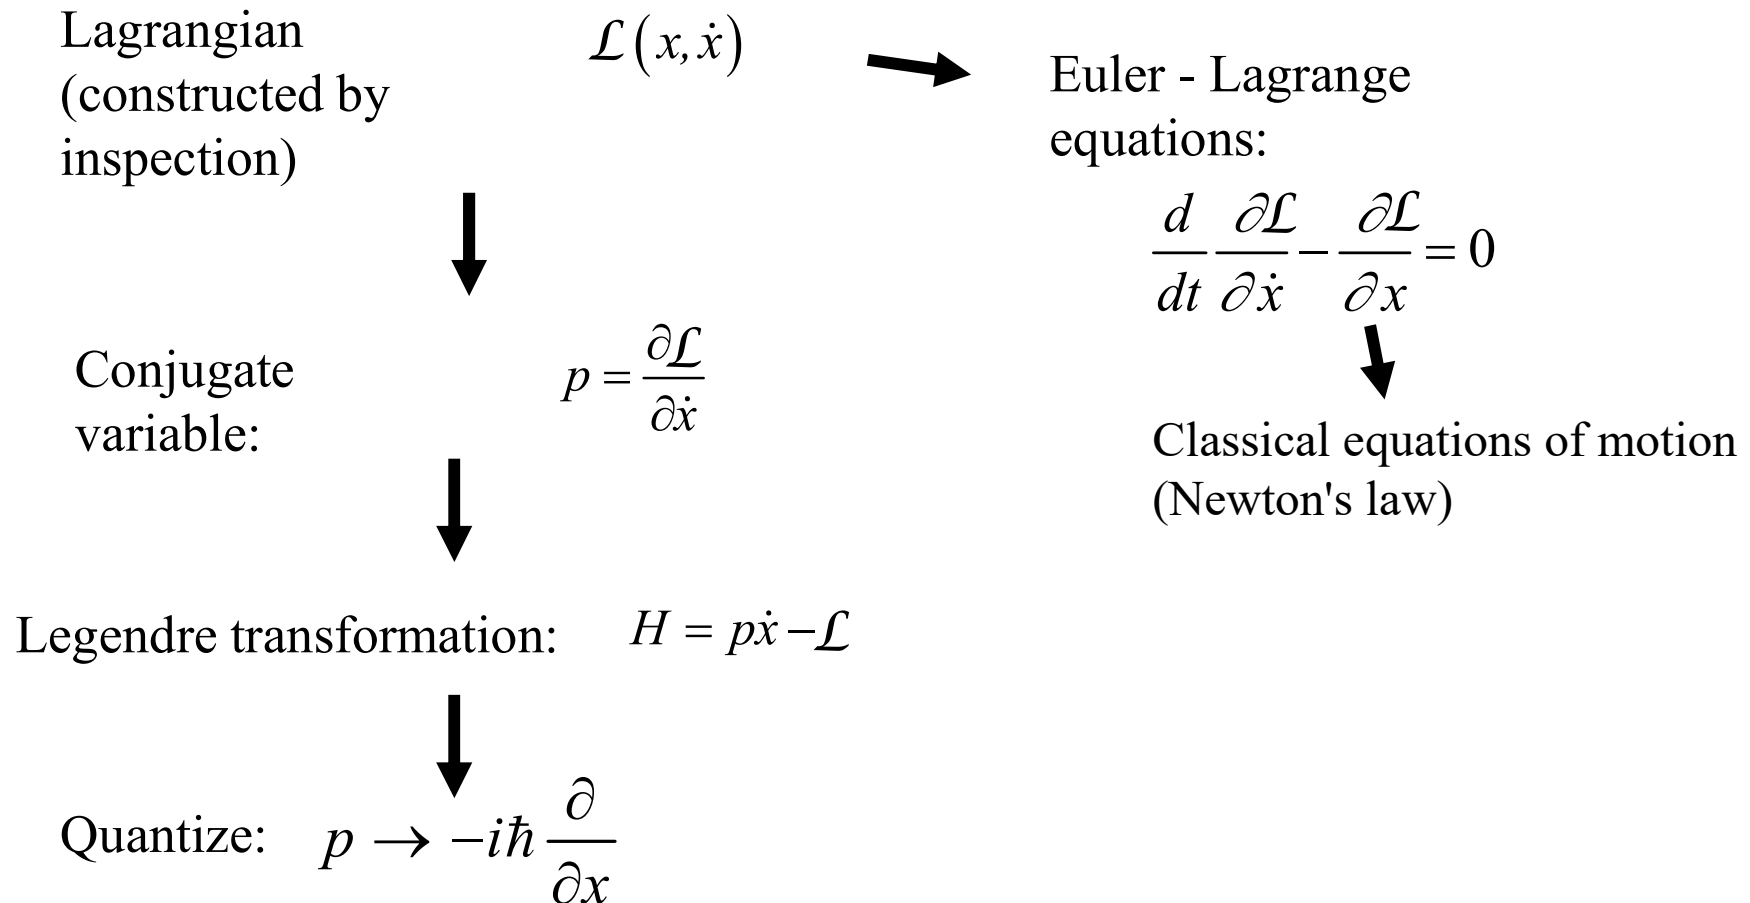 Lagrangian
(constructed by
inspection)
ℒ(x, ẋ)
Euler - Lagrange
equations:
d/dt ∂ℒ/∂ẋ − ∂ℒ/∂x = 0
Classical equations of motion
(Newton's law)
Conjugate
variable:
p = ∂ℒ/∂ẋ
Legendre transformation: H = pẋ − ℒ
Quantize: p → −iħ ∂/∂x